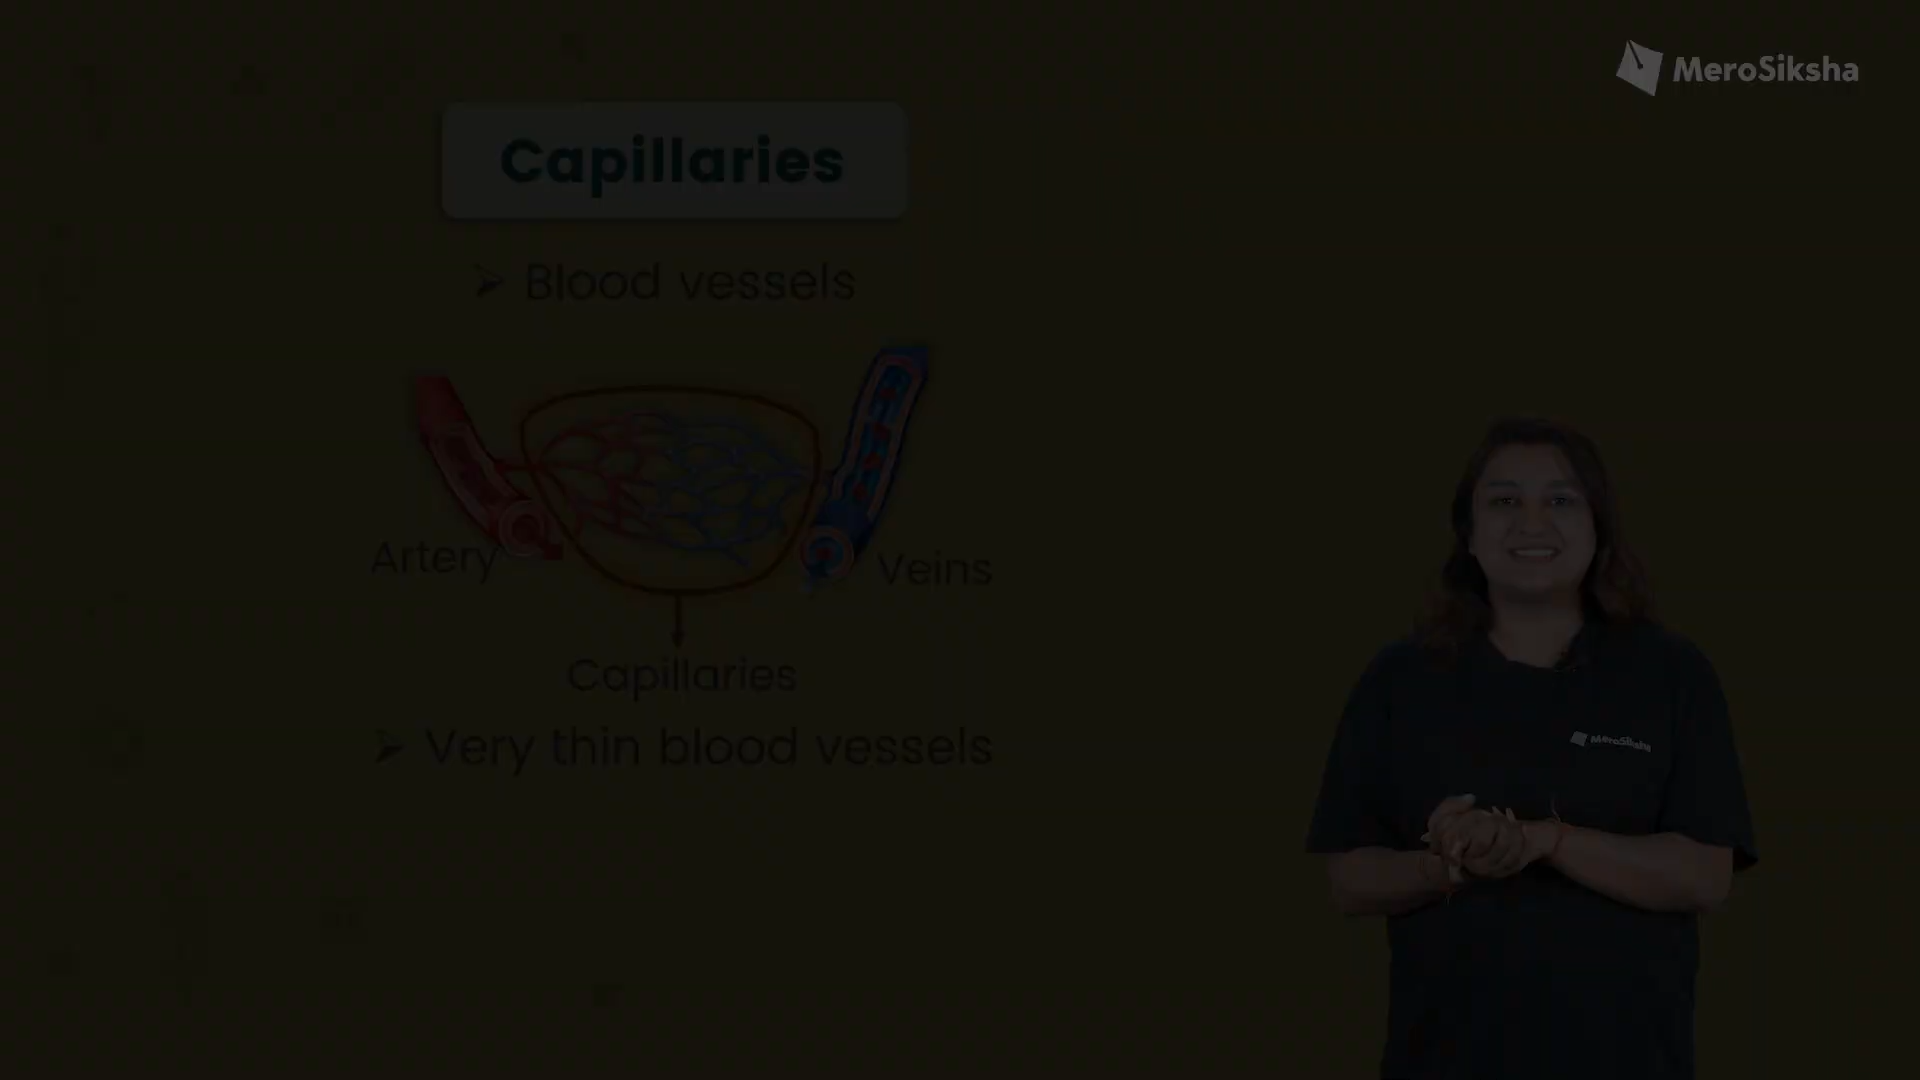 MeroSiksha
Capillaries
➤ Blood vessels
Artery
Veins
Capillaries
➤ Very thin blood vessels
MeroSiksha